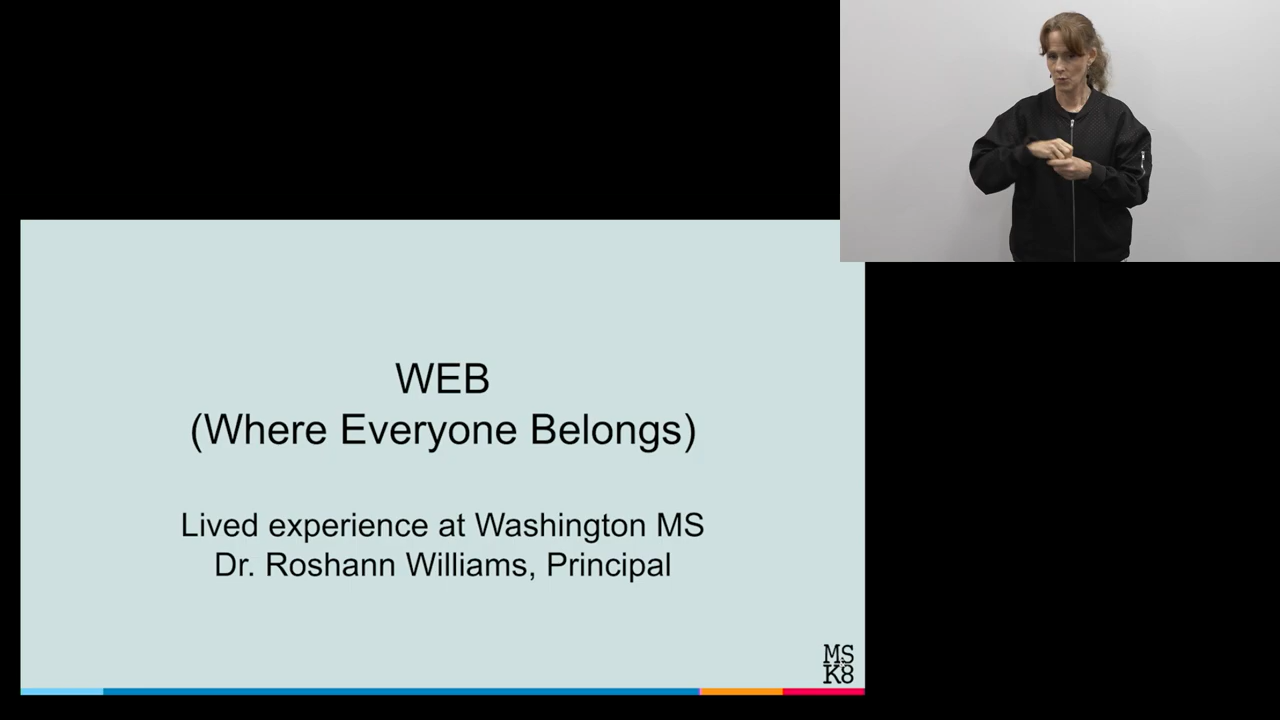 WEB
(Where Everyone Belongs)
Lived experience at Washington MS
Dr. Roshann Williams, Principal
MS
K8